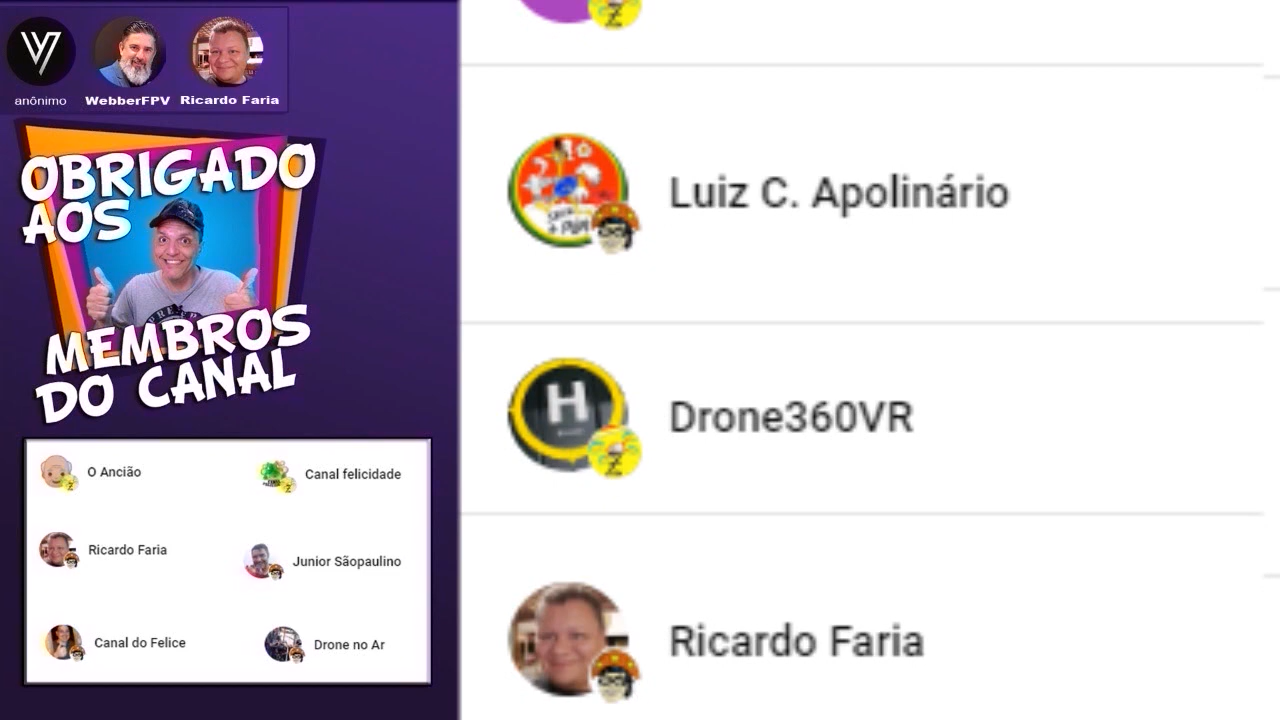 anônimo
WebberFPV
Ricardo Faria
OBRIGADO
AOS
MEMBROS
DO CANAL
O Ancião
Canal felicidade
Ricardo Faria
Junior Sãopaulino
Canal do Felice
Drone no Ar
Luiz C. Apolinário
H
Drone360VR
Ricardo Faria